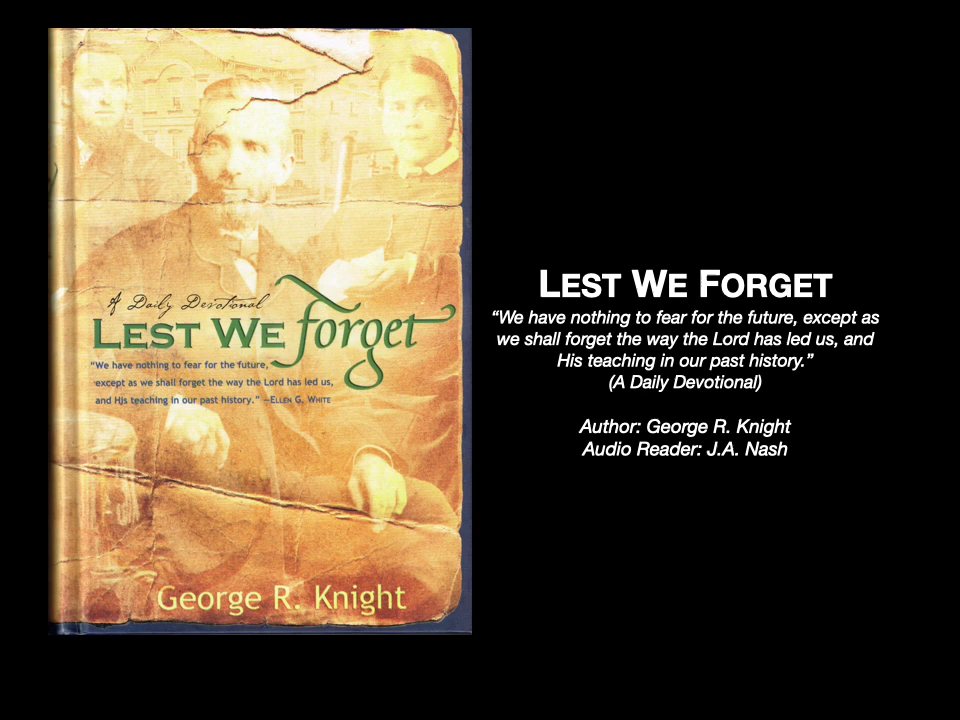 A Daily Devotional
LEST WE forget
“We have nothing to fear for the future,
except as we shall forget the way the Lord has led us,
and His teaching in our past history.” —ELLEN G. WHITE
George R. Knight
LEST WE FORGET
“We have nothing to fear for the future, except as
we shall forget the way the Lord has led us, and
His teaching in our past history.”
(A Daily Devotional)
Author: George R. Knight
Audio Reader: J.A. Nash